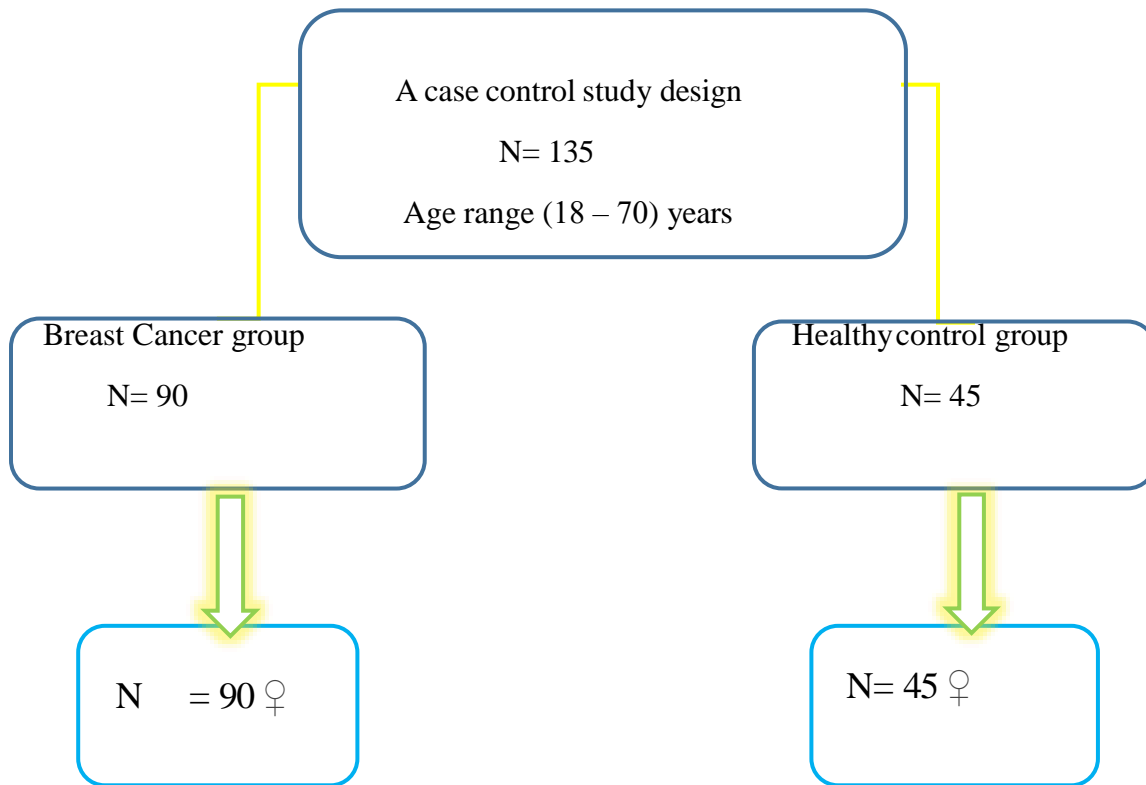 A case control study design
N= 135
Age range (18 – 70) years
Breast Cancer group
N= 90
Healthy control group
N= 45
N = 90 ♀
N= 45 ♀